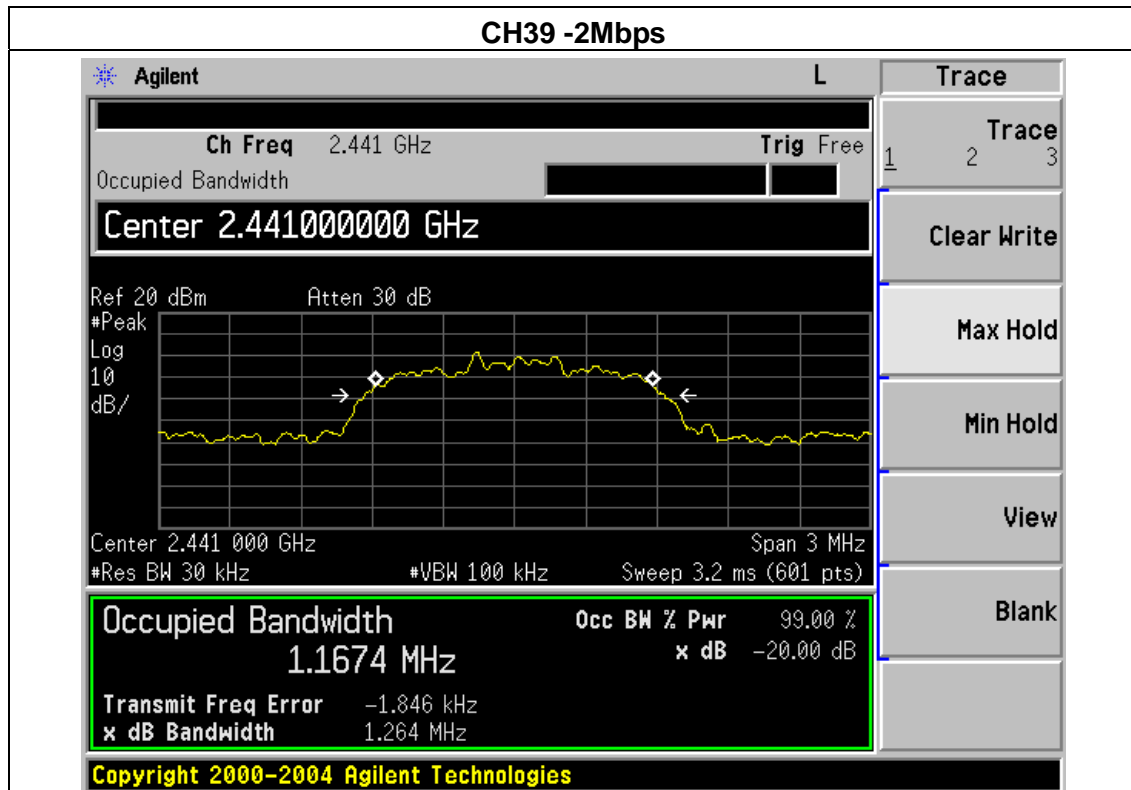 CH39 -2Mbps
Agilent L Trace
Ch Freq 2.441 GHz Trig Free
Occupied Bandwidth
Trace
1 2 3
Center 2.441000000 GHz
Clear Write
Ref 20 dBm Atten 30 dB
#Peak
Log
10
dB/
Max Hold
Min Hold
View
Center 2.441 000 GHz Span 3 MHz
#Res BW 30 kHz #VBW 100 kHz Sweep 3.2 ms (601 pts)
Blank
Occupied Bandwidth Occ BW % Pwr 99.00 %
1.1674 MHz x dB -20.00 dB
Transmit Freq Error -1.846 kHz
x dB Bandwidth 1.264 MHz
Copyright 2000-2004 Agilent Technologies